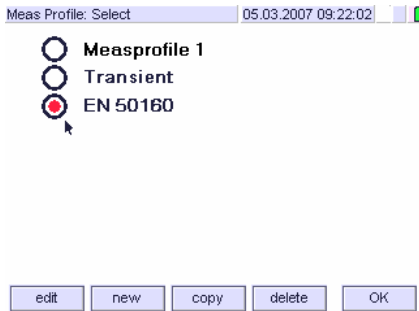 Meas Profile: Select 05.03.2007 09:22:02
Measprofile 1
Transient
EN 50160
edit new copy delete OK